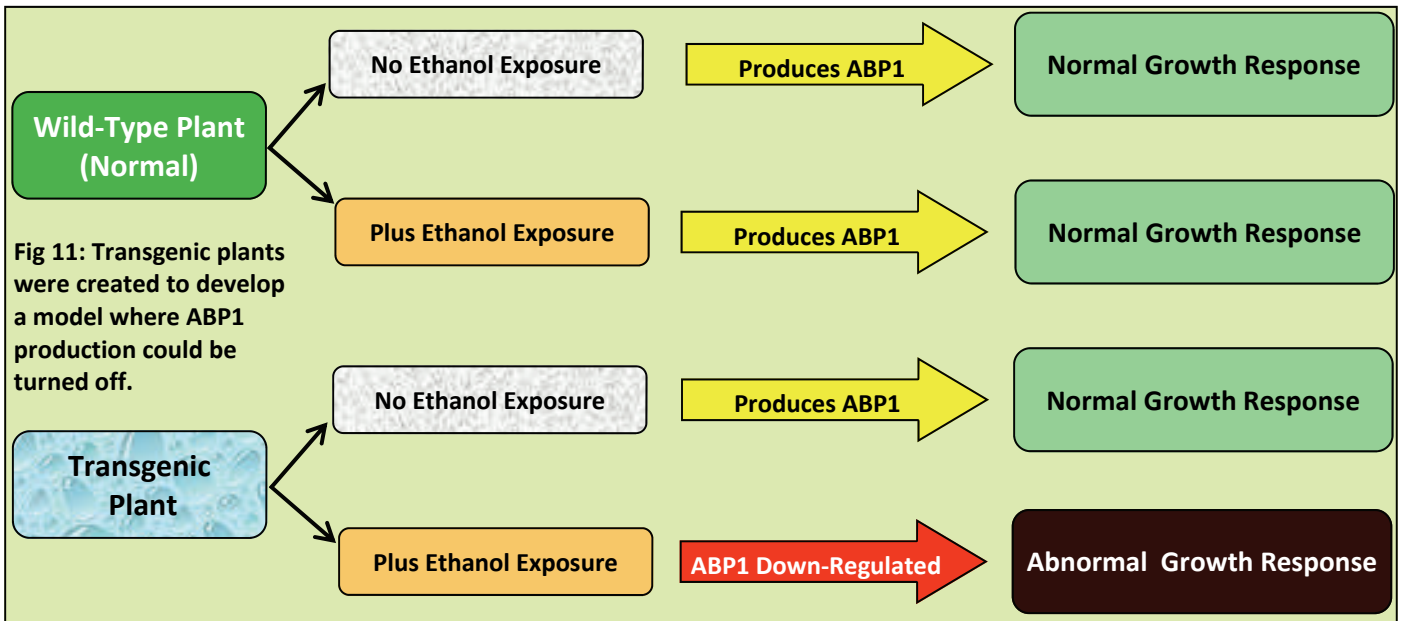 No Ethanol Exposure
Produces ABP1
Normal Growth Response
Wild-Type Plant
(Normal)
Plus Ethanol Exposure
Produces ABP1
Normal Growth Response
Fig 11: Transgenic plants
were created to develop
a model where ABP1
production could be
turned off.
No Ethanol Exposure
Produces ABP1
Normal Growth Response
Transgenic
Plant
Plus Ethanol Exposure
ABP1 Down-Regulated
Abnormal Growth Response